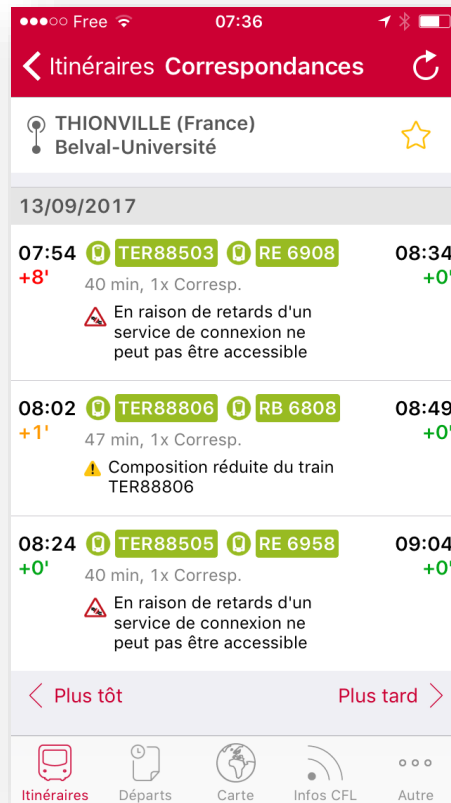 Free 07:36
Itinéraires Correspondances
THIONVILLE (France)
Belval-Université
13/09/2017
07:54 TER88503 RE 6908 08:34
+8' +0'
40 min, 1x Corresp.
En raison de retards d'un
service de connexion ne
peut pas être accessible
08:02 TER88806 RB 6808 08:49
+1' +0'
47 min, 1x Corresp.
Composition réduite du train
TER88806
08:24 TER88505 RE 6958 09:04
+0' +0'
40 min, 1x Corresp.
En raison de retards d'un
service de connexion ne
peut pas être accessible
Plus tôt Plus tard
Itinéraires Départs Carte Infos CFL Autre